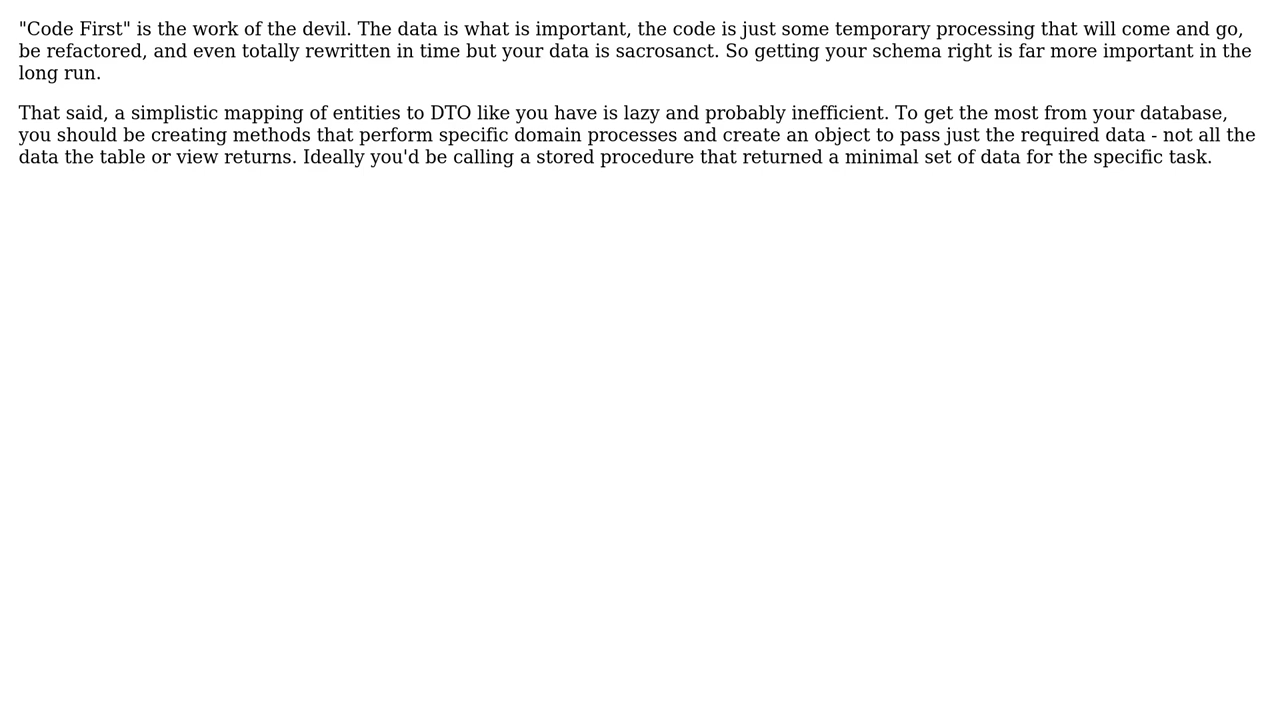 "Code First" is the work of the devil. The data is what is important, the code is just some temporary processing that will come and go,
be refactored, and even totally rewritten in time but your data is sacrosanct. So getting your schema right is far more important in the
long run.
That said, a simplistic mapping of entities to DTO like you have is lazy and probably inefficient. To get the most from your database,
you should be creating methods that perform specific domain processes and create an object to pass just the required data - not all the
data the table or view returns. Ideally you'd be calling a stored procedure that returned a minimal set of data for the specific task.